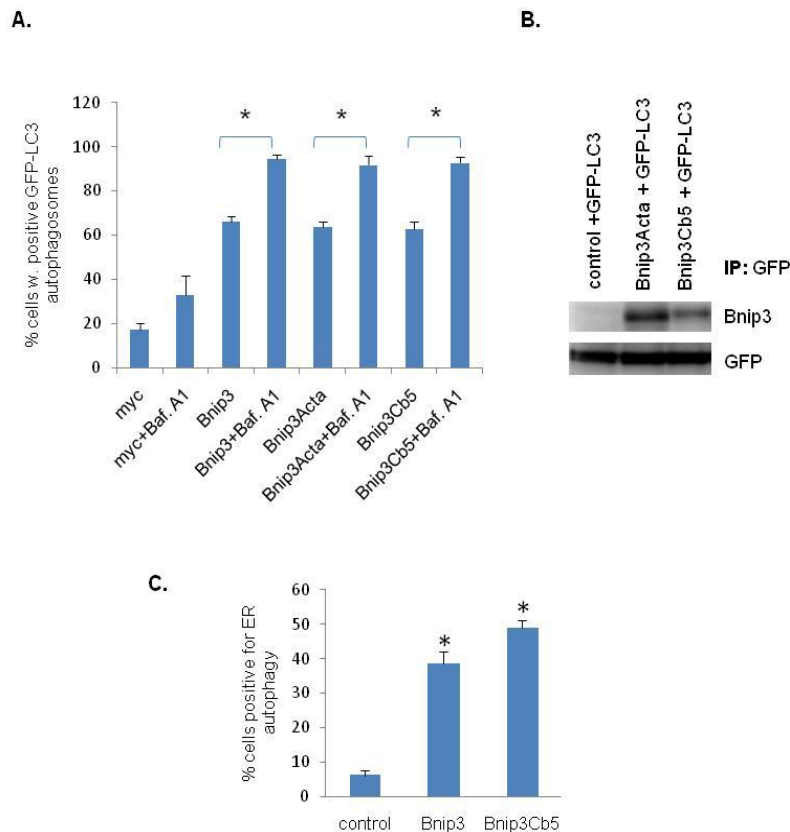 A.
B.
% cells w. positive GFP-LC3
autophagosomes
120
100
80
60
40
20
0
*
*
*
myc
myc+Baf. A1
Bnip3
Bnip3+Baf. A1
Bnip3Acta
Bnip3Acta+Baf. A1
Bnip3Cb5
Bnip3Cb5+Baf. A1
control +GFP-LC3
Bnip3Acta + GFP-LC3
Bnip3Cb5 + GFP-LC3
IP: GFP
Bnip3
GFP
C.
% cells positive for ER
autophagy
60
50
40
30
20
10
0
*
*
control
Bnip3
Bnip3Cb5